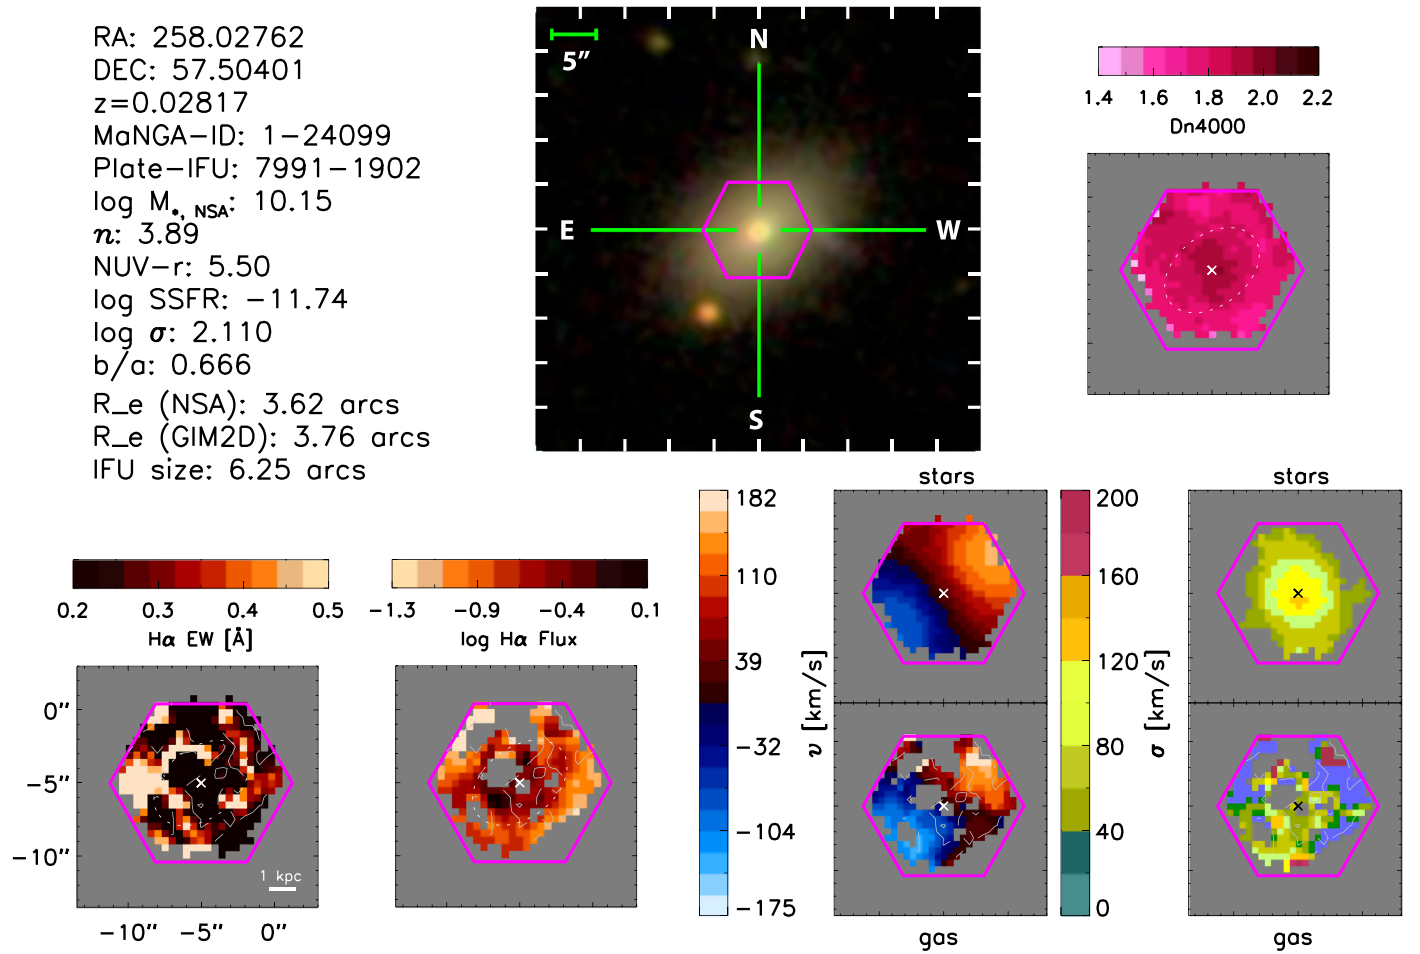 RA: 258.02762
DEC: 57.50401
z=0.02817
MaNGA-ID: 1-24099
Plate-IFU: 7991-1902
log M*, NSA: 10.15
n: 3.89
NUV-r: 5.50
log SSFR: -11.74
log σ: 2.110
b/a: 0.666
R_e (NSA): 3.62 arcs
R_e (GIM2D): 3.76 arcs
IFU size: 6.25 arcs
5"
N
E
W
S
1.4 1.6 1.8 2.0 2.2
Dn4000
0.2 0.3 0.4 0.5
Hα EW [Å]
0"
-5"
-10"
1 kpc
-10" -5" 0"
-1.3 -0.9 -0.4 0.1
log Hα Flux
182
110
39
-32
-104
-175
v [km/s]
stars
gas
200
160
120
80
40
0
σ [km/s]
stars
gas